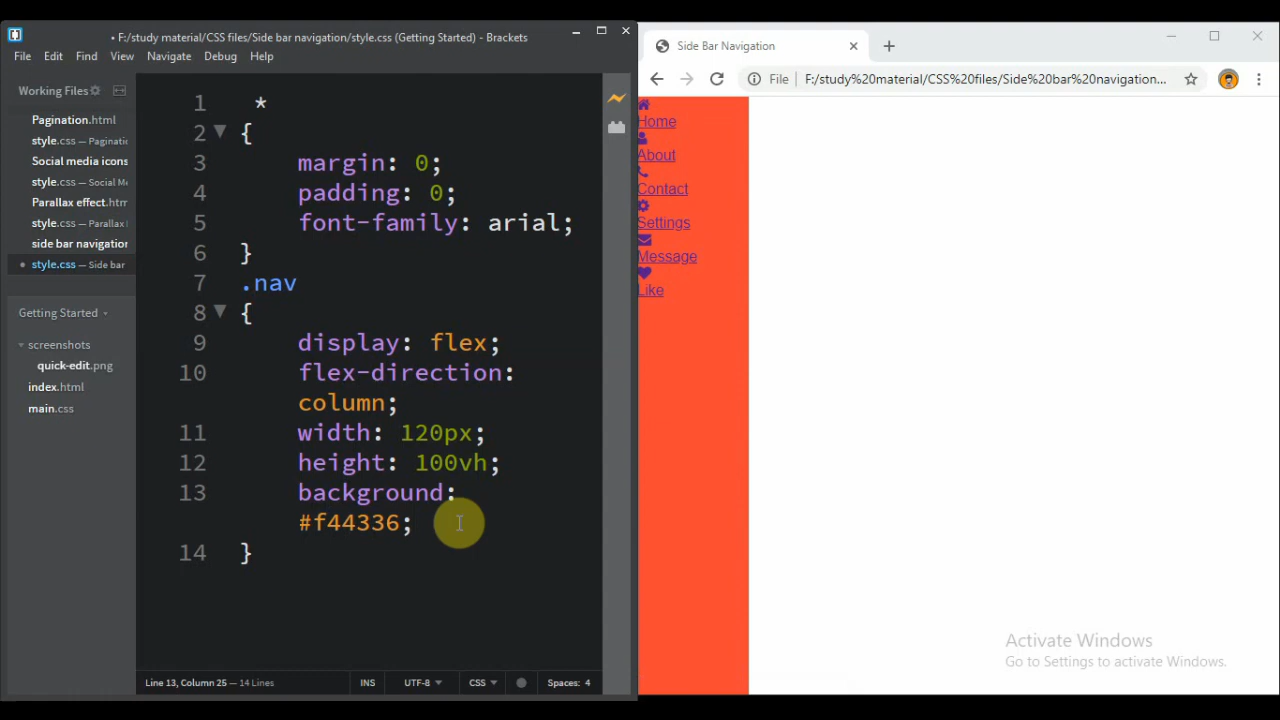 • F:/study material/CSS files/Side bar navigation/style.css (Getting Started) - Brackets
File Edit Find View Navigate Debug Help
Working Files
Pagination.html
style.css — Paginatic
Social media icons
style.css — Social Me
Parallax effect.htm
style.css — Parallax E
side bar navigation
• style.css — Side bar
Getting Started
screenshots
quick-edit.png
index.html
main.css
1 *
2 {
3 margin: 0;
4 padding: 0;
5 font-family: arial;
6 }
7 .nav
8 {
9 display: flex;
10 flex-direction:
column;
11 width: 120px;
12 height: 100vh;
13 background:
#f44336;
14 }
Line 13, Column 25 — 14 Lines
INS UTF-8 CSS Spaces: 4
Side Bar Navigation
File F:/study%20material/CSS%20files/Side%20bar%20navigation...
Home
About
Contact
Settings
Message
Like
Activate Windows
Go to Settings to activate Windows.